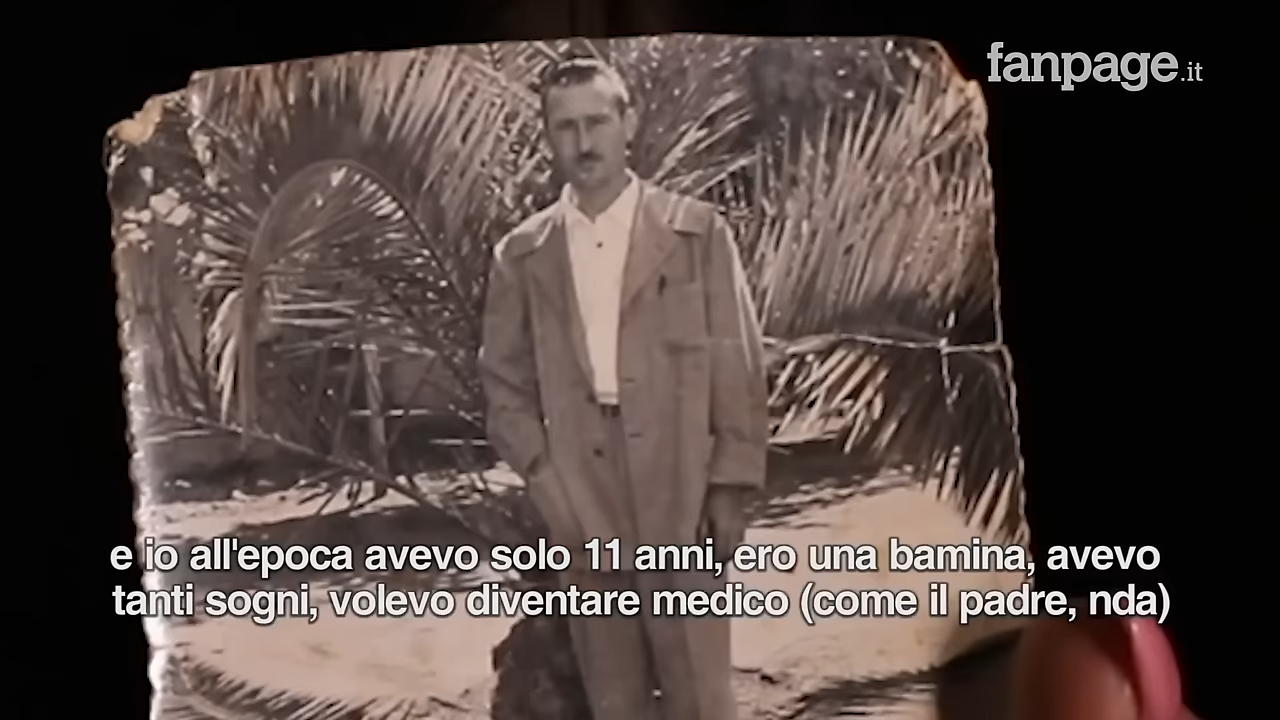 fanpage.it
e io all'epoca avevo solo 11 anni, ero una bamina, avevo
tanti sogni, volevo diventare medico (come il padre, nda)